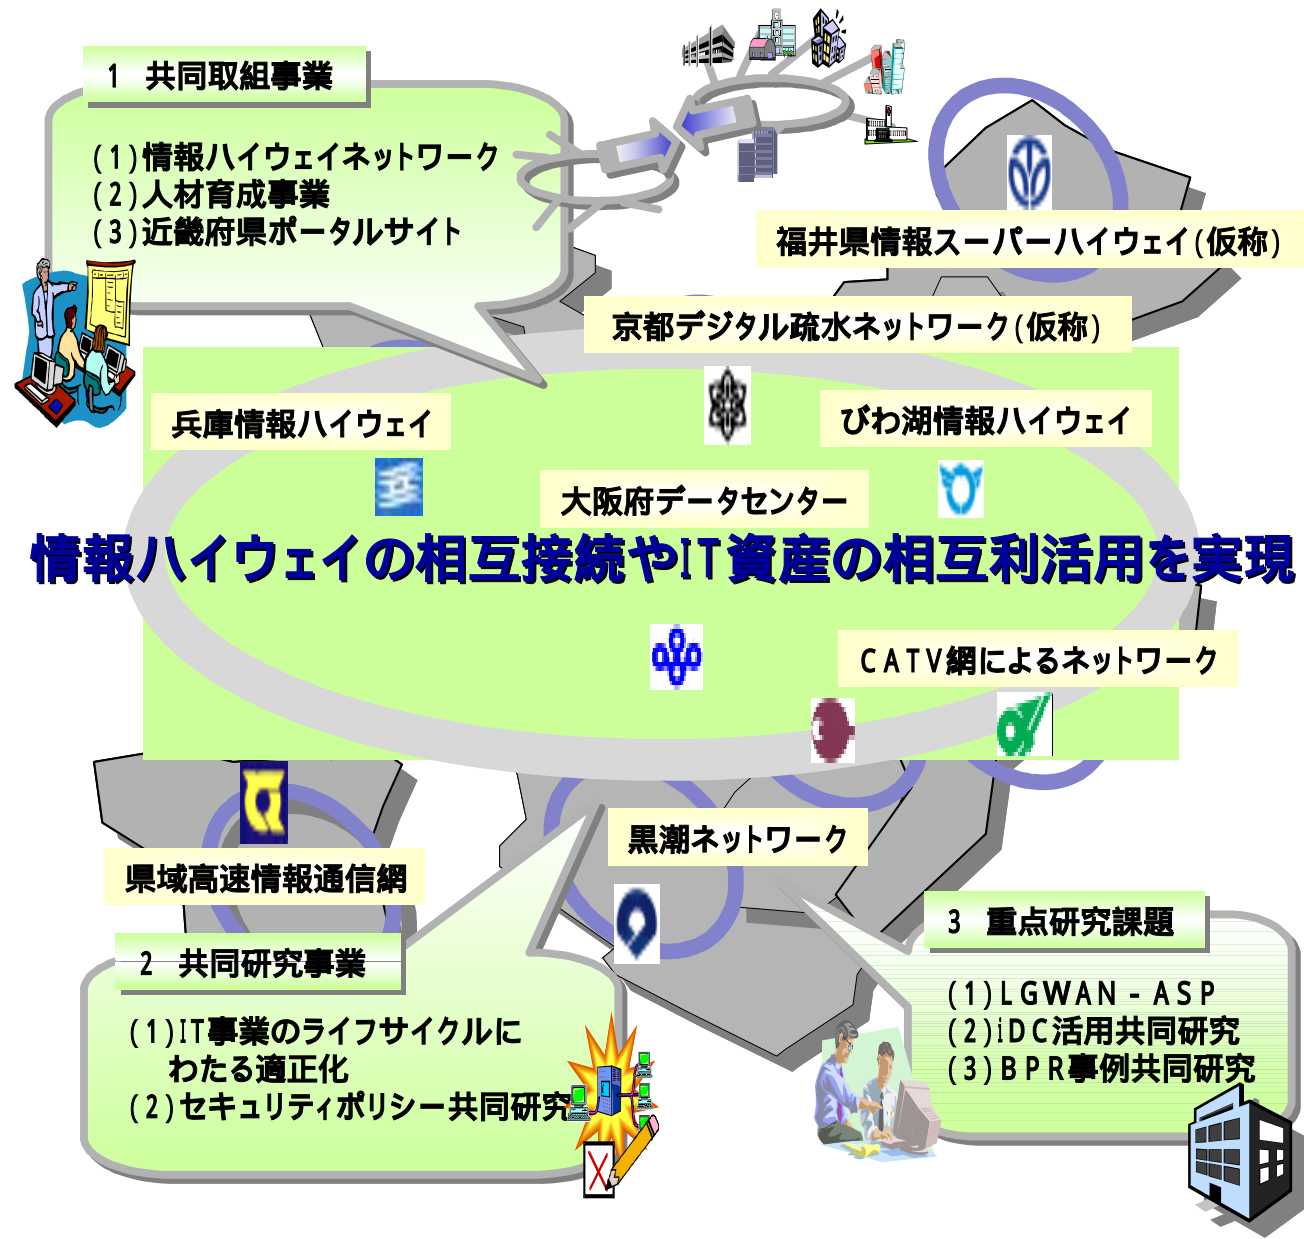 1 共同取組事業
(1)情報ハイウェイネットワーク
(2)人材育成事業
(3)近畿府県ポータルサイト
福井県情報スーパーハイウェイ(仮称)
京都デジタル疏水ネットワーク(仮称)
兵庫情報ハイウェイ
びわ湖情報ハイウェイ
大阪府データセンター
情報ハイウェイの相互接続やIT資産の相互利活用を実現
CATV網によるネットワーク
黒潮ネットワーク
県域高速情報通信網
2 共同研究事業
(1)IT事業のライフサイクルに
わたる適正化
(2)セキュリティポリシー共同研究
3 重点研究課題
(1)LGWAN－ASP
(2)iDC活用共同研究
(3)BPR事例共同研究